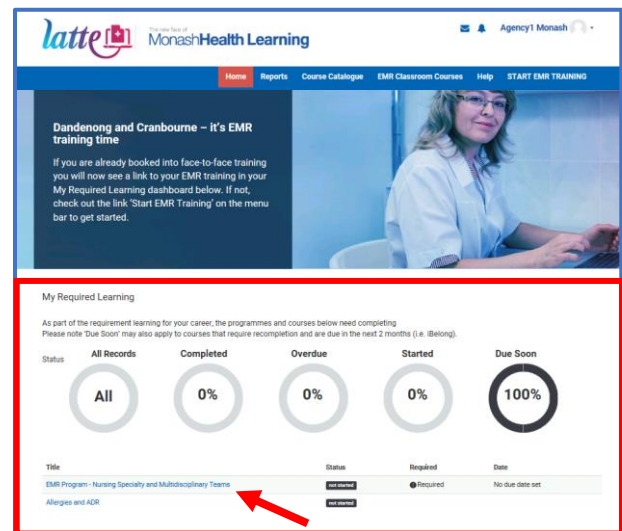 latte
The new face of
MonashHealth Learning
Agency1 Monash
Home Reports Course Catalogue EMR Classroom Courses Help START EMR TRAINING
Dandenong and Cranbourne – it's EMR
training time
If you are already booked into face-to-face training
you will now see a link to your EMR training in your
My Required Learning dashboard below. If not,
check out the link 'Start EMR Training' on the menu
bar to get started.
My Required Learning
As part of the requirement learning for your career, the programmes and courses below need completing
Please note 'Due Soon' may also apply to courses that require recompletion and are due in the next 2 months (i.e. iBelong).
Status All Records Completed Overdue Started Due Soon
All 0% 0% 0% 100%
Title Status Required Date
EMR Program - Nursing Specialty and Multidisciplinary Teams not started Required No due date set
Allergies and ADR not started